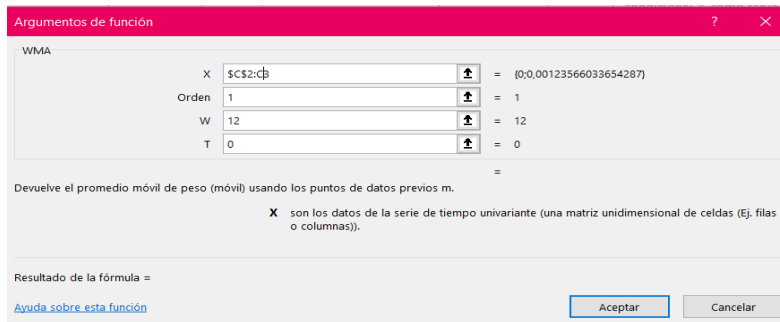 Argumentos de función ? ×
WMA
X $C$2:C3 = {0;0,00123566033654287}
Orden 1 = 1
W 12 = 12
T 0 = 0
=
Devuelve el promedio móvil de peso (móvil) usando los puntos de datos previos m.
X son los datos de la serie de tiempo univariante (una matriz unidimensional de celdas (Ej. filas
o columnas)).
Resultado de la fórmula =
Ayuda sobre esta función Aceptar Cancelar